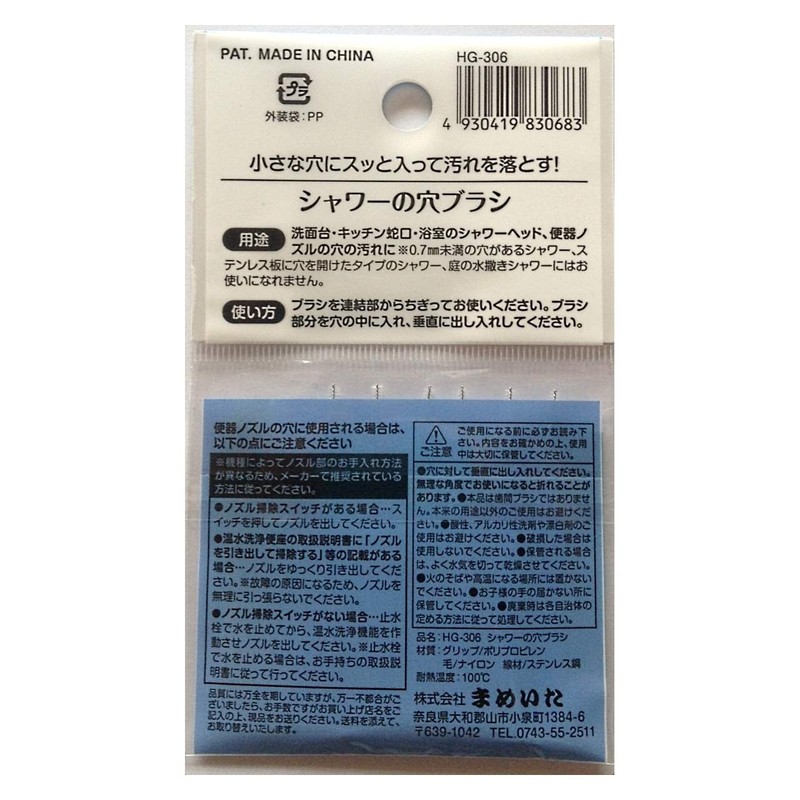 PAT. MADE IN CHINA
HG-306
プラ
外装袋:PP
4 930419 830683
小さな穴にスッと入って汚れを落とす!
シャワーの穴ブラシ
用途
洗面台・キッチン蛇口・浴室のシャワーヘッド、便器ノ
ズルの穴の汚れに ※0.7㎜未満の穴があるシャワー、ス
テンレス板に穴を開けたタイプのシャワー、庭の水撒きシャワーにはお
使いになれません。
使い方
ブラシを連結部からちぎってお使いください。ブラシ
部分を穴の中に入れ、垂直に出し入れしてください。
便器ノズルの穴に使用される場合は、
以下の点にご注意ください
※機種によってノズル部のお手入れ方法
が異なるため、メーカーで推奨されている
方法に従ってください。
●ノズル掃除スイッチがある場合…ス
イッチを押してノズルを出してください。
●温水洗浄便座の取扱説明書に「ノズル
を引き出して掃除する」等の記載がある
場合…ノズルをゆっくり引き出してくだ
さい。※故障の原因になるため、ノズルを
無理に引っ張らないでください。
●ノズル掃除スイッチがない場合…止水
栓で水を止めてから、温水洗浄機能を作
動させノズルを出してください。※止水栓
で水を止める場合は、お手持ちの取扱説
明書に従って行ってください。
品質には万全を期していますが、万一不都合がご
ざいましたら、お手数ですがお買い上げ店名をご
記入の上、現品をお送りください。送料を添えて、
お取り替えいたします。
ご注意
ご使用になる前に必ずお読み下
さい。内容をお確かめの上、使用
中は大切に保管してください。
●穴に対して垂直に出し入れしてください。
無理な角度でお使いになると折れることが
あります。●本品は歯間ブラシではありませ
ん。本来の用途以外のご使用はお避けくだ
さい。●酸性、アルカリ性洗剤や漂白剤のご
使用はお避けください。●破損した場合は
使用しないでください。●保管される場合
は、よく水気を切って乾燥させてください。
●火のそばや高温になる場所には置かない
でください。●お子様の手の届かない所に
保管してください。●廃棄時は各自治体の
定める方法に従って処理してください。
品名:HG-306 シャワーの穴ブラシ
材質:グリップ/ポリプロピレン
毛/ナイロン 線材/ステンレス鋼
耐熱温度:100℃
株式会社 まめいた
奈良県大和郡山市小泉町1384-6
〒639-1042 TEL.0743-55-2511